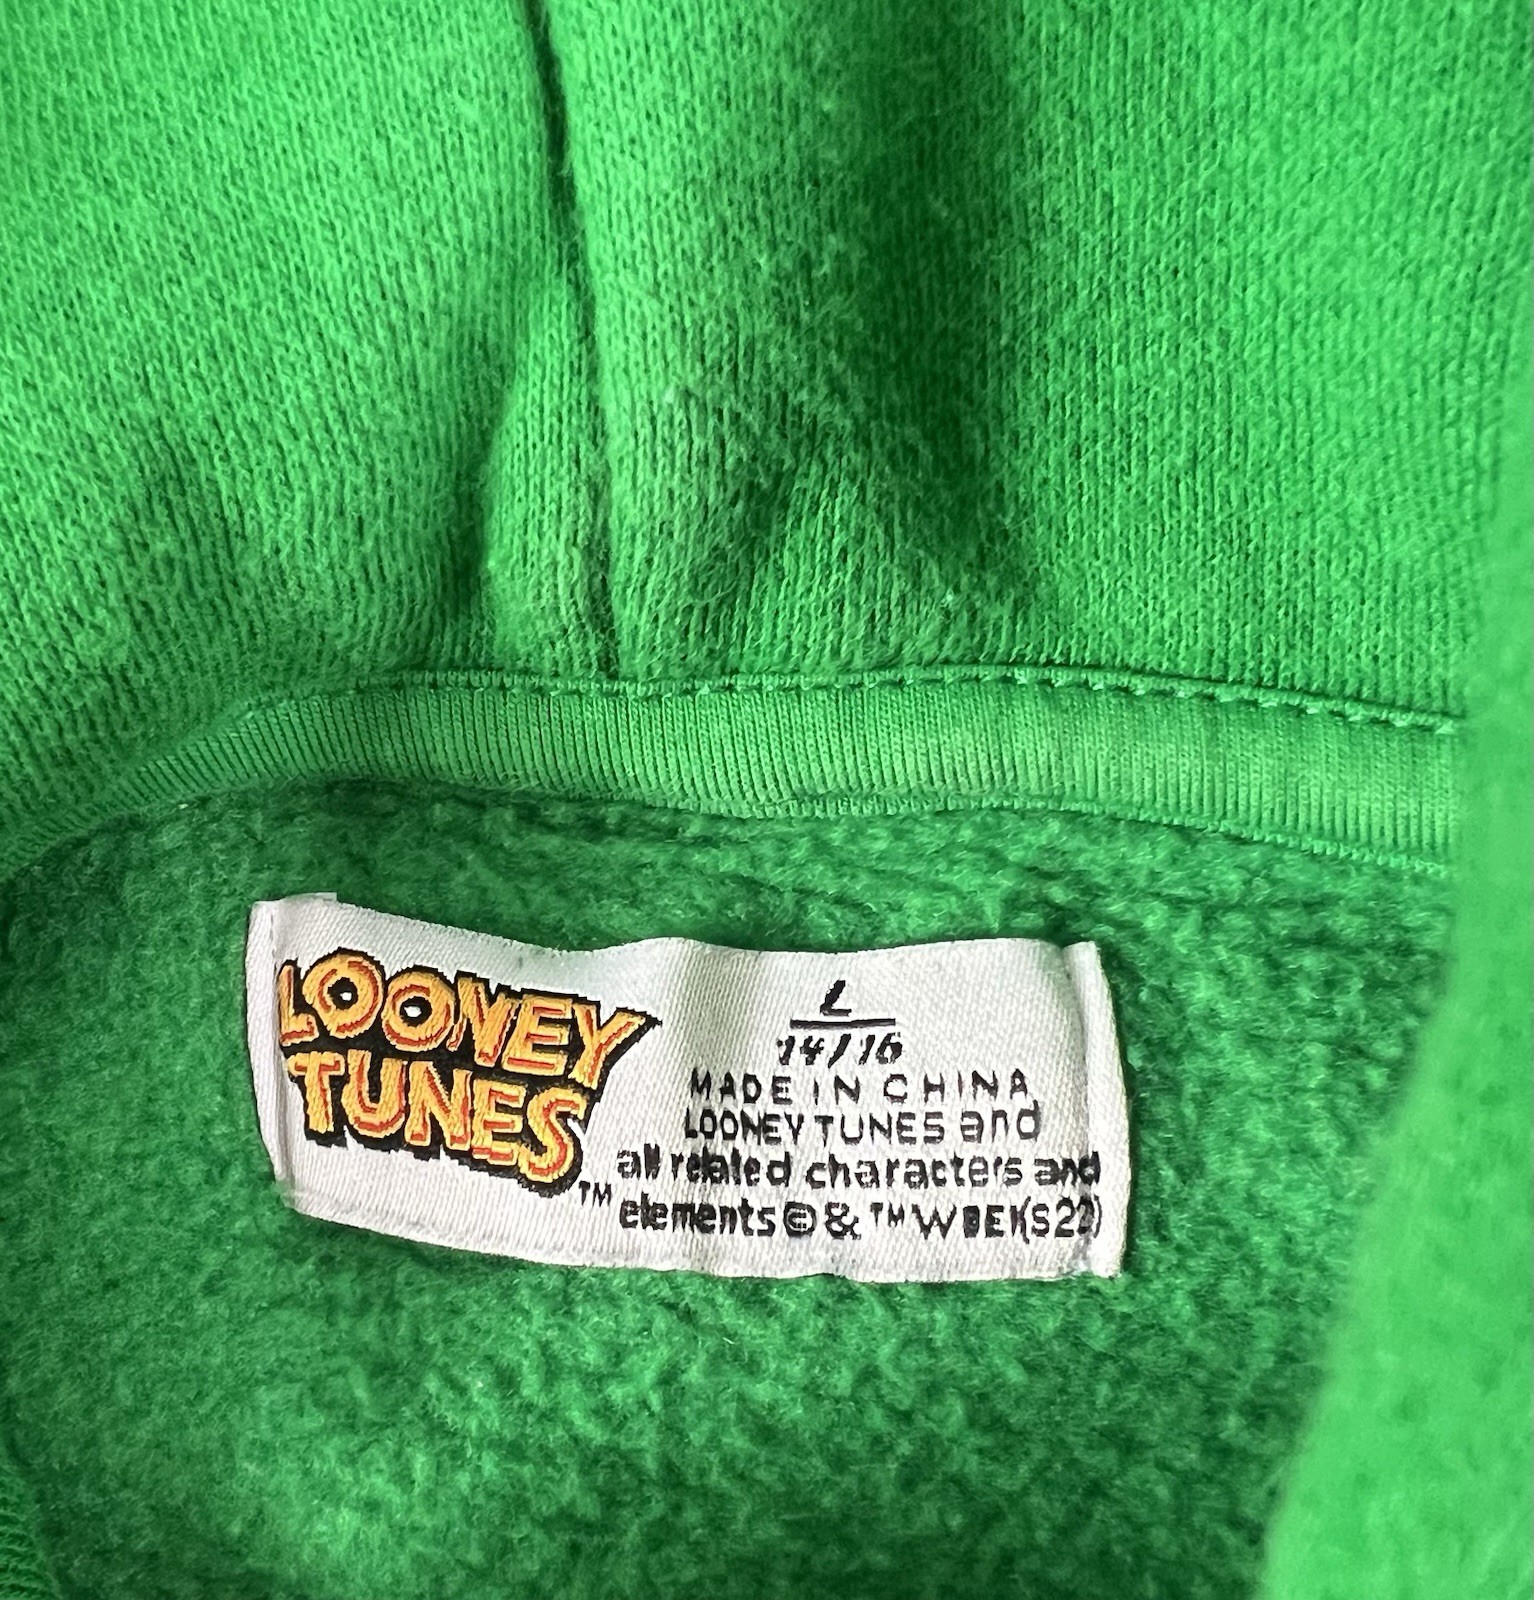 LOONEY
TUNES
TM
L
14/16
MADE IN CHINA
LOONEY TUNES and
all related characters and
elements © & ™ WBEI(S22)